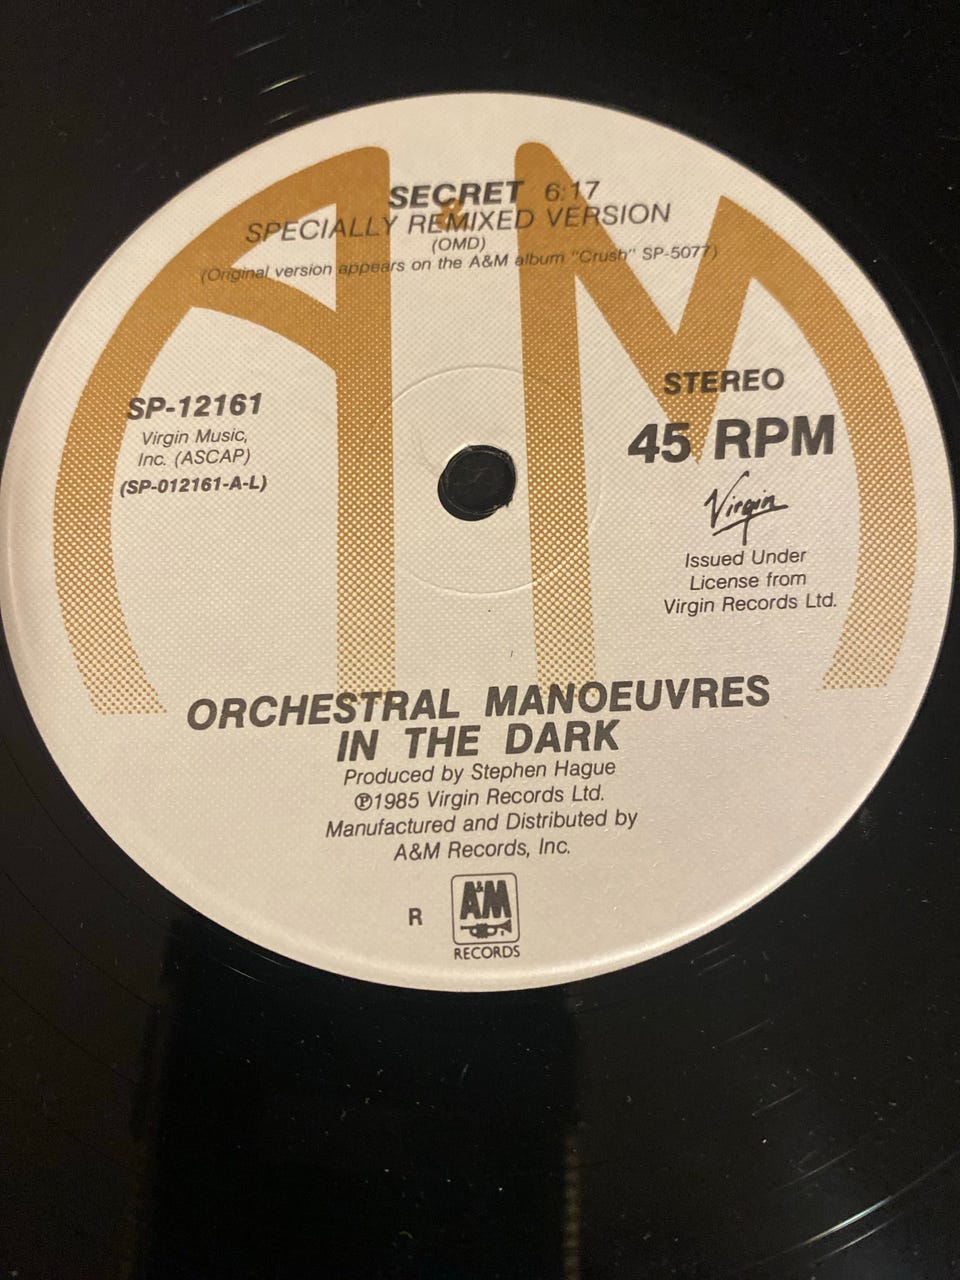 SECRET 6:17
SPECIALLY REMIXED VERSION
(OMD)
(Original version appears on the A&M album "Crush" SP-5077)
SP-12161
Virgin Music,
Inc. (ASCAP)
(SP-012161-A-L)
STEREO
45 RPM
Virgin
Issued Under
License from
Virgin Records Ltd.
A&M
ORCHESTRAL MANOEUVRES
IN THE DARK
Produced by Stephen Hague
℗1985 Virgin Records Ltd.
Manufactured and Distributed by
A&M Records, Inc.
R
A&M
RECORDS